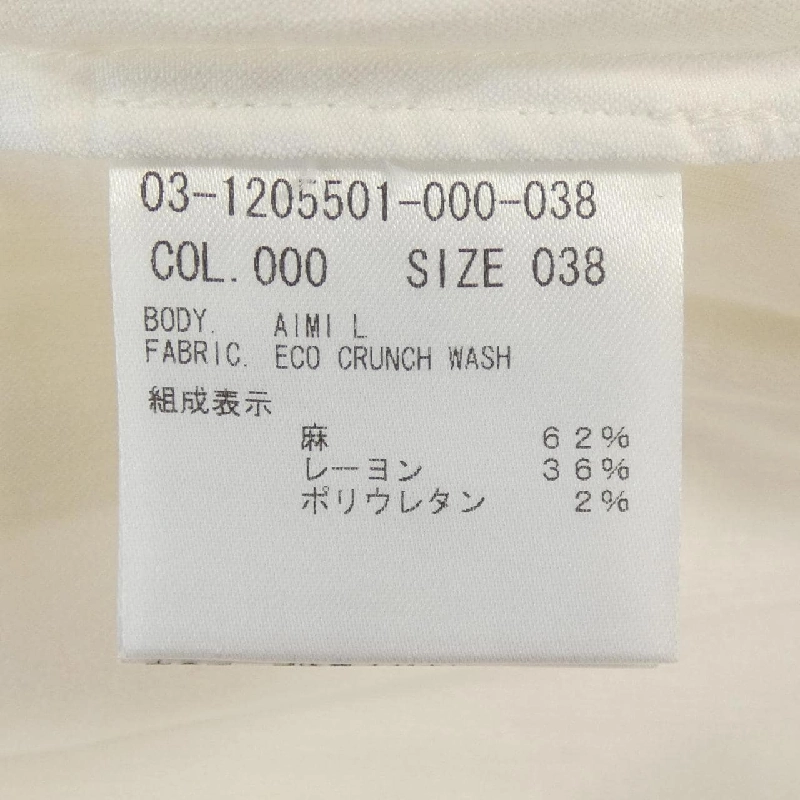 03-1205501-000-038
COL.000 SIZE 038
BODY. AIMI L
FABRIC. ECO CRUNCH WASH
組成表示
麻 62%
レーヨン 36%
ポリウレタン 2%